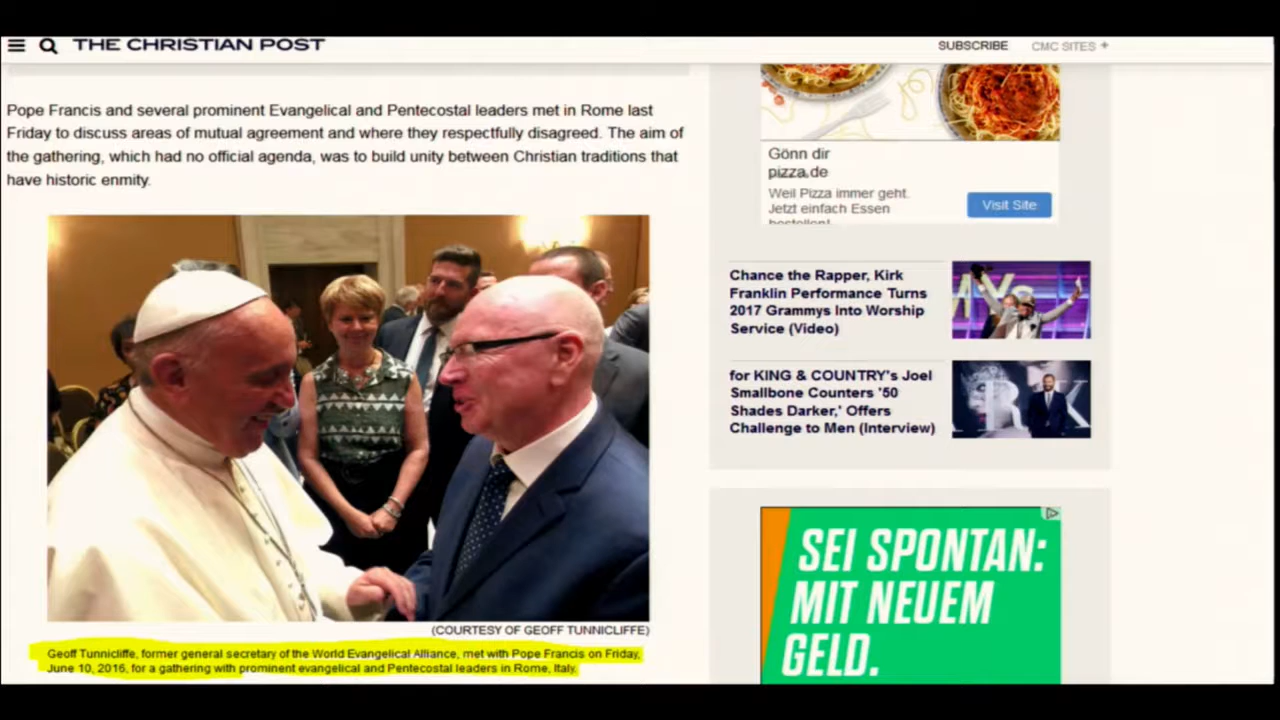 THE CHRISTIAN POST
SUBSCRIBE
CMC SITES +
Pope Francis and several prominent Evangelical and Pentecostal leaders met in Rome last
Friday to discuss areas of mutual agreement and where they respectfully disagreed. The aim of
the gathering, which had no official agenda, was to build unity between Christian traditions that
have historic enmity.
(COURTESY OF GEOFF TUNNICLIFFE)
Geoff Tunnicliffe, former general secretary of the World Evangelical Alliance, met with Pope Francis on Friday,
June 10, 2016, for a gathering with prominent evangelical and Pentecostal leaders in Rome, Italy.
Gönn dir
pizza.de
Weil Pizza immer geht.
Jetzt einfach Essen
bestellen!
Visit Site
Chance the Rapper, Kirk
Franklin Performance Turns
2017 Grammys Into Worship
Service (Video)
for KING & COUNTRY's Joel
Smallbone Counters '50
Shades Darker,' Offers
Challenge to Men (Interview)
SEI SPONTAN:
MIT NEUEM
GELD.